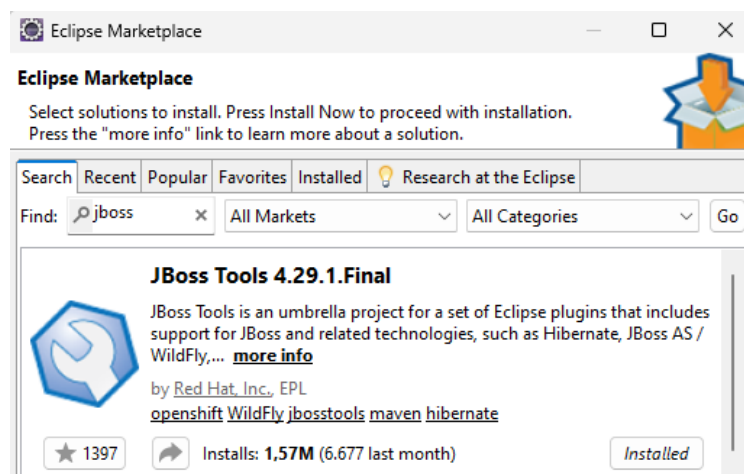 Eclipse Marketplace
Eclipse Marketplace
Select solutions to install. Press Install Now to proceed with installation.
Press the "more info" link to learn more about a solution.
Search Recent Popular Favorites Installed Research at the Eclipse
Find: jboss All Markets All Categories Go
JBoss Tools 4.29.1.Final
JBoss Tools is an umbrella project for a set of Eclipse plugins that includes
support for JBoss and related technologies, such as Hibernate, JBoss AS /
WildFly,... more info
by Red Hat, Inc., EPL
openshift WildFly jbosstools maven hibernate
1397 Installs: 1,57M (6.677 last month) Installed